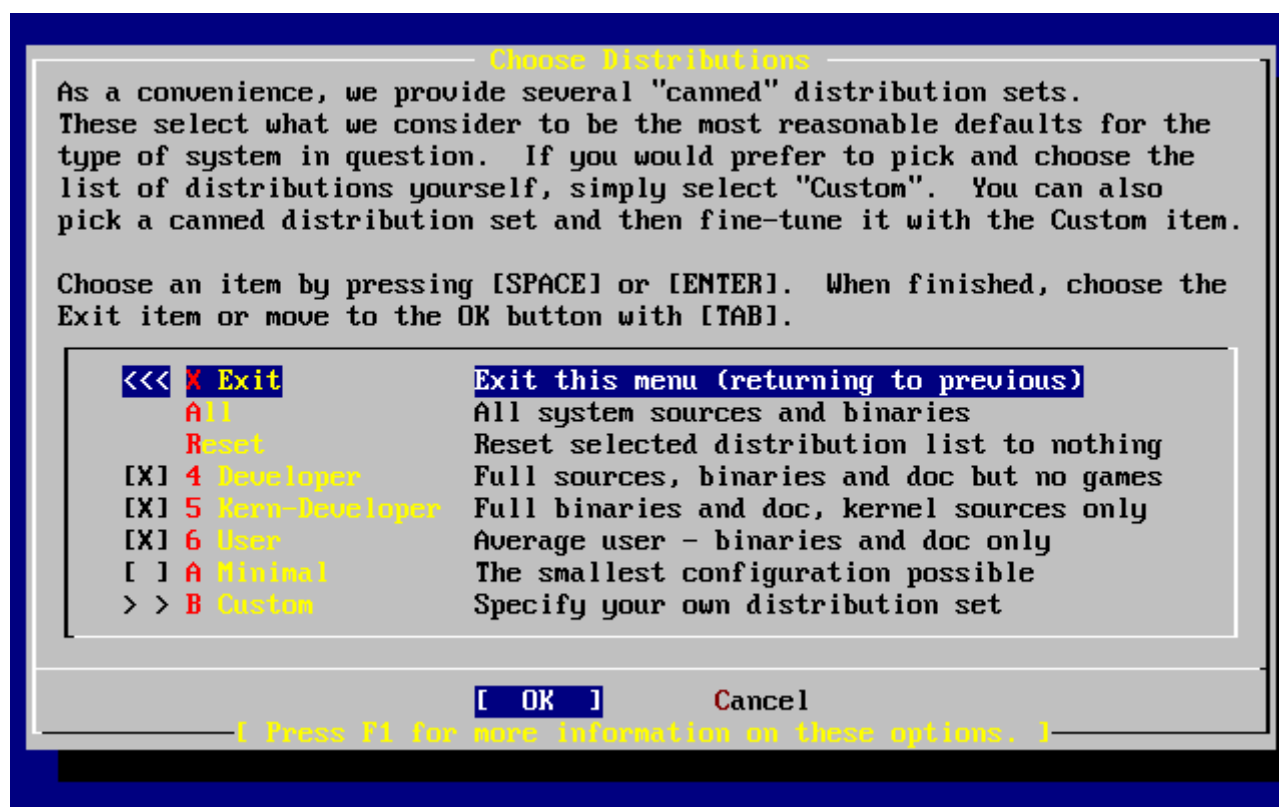 Choose Distributions
As a convenience, we provide several "canned" distribution sets.
These select what we consider to be the most reasonable defaults for the
type of system in question.  If you would prefer to pick and choose the
list of distributions yourself, simply select "Custom".  You can also
pick a canned distribution set and then fine-tune it with the Custom item.
Choose an item by pressing [SPACE] or [ENTER].  When finished, choose the
Exit item or move to the OK button with [TAB].
<<< X Exit Exit this menu (returning to previous)
All All system sources and binaries
Reset Reset selected distribution list to nothing
[X] 4 Developer Full sources, binaries and doc but no games
[X] 5 Kern-Developer Full binaries and doc, kernel sources only
[X] 6 User Average user - binaries and doc only
[ ] A Minimal The smallest configuration possible
> > B Custom Specify your own distribution set
[ OK ] Cancel
[ Press F1 for more information on these options. ]